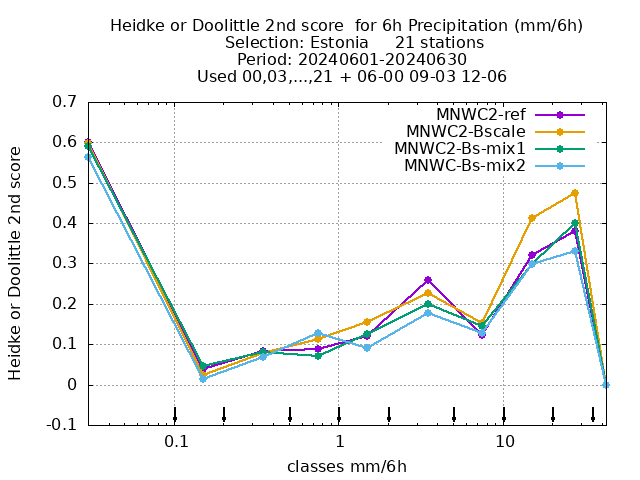 Heidke or Doolittle 2nd score  for 6h Precipitation (mm/6h)
Selection: Estonia     21 stations
Period: 20240601-20240630
Used 00,03,...,21 + 06-00 09-03 12-06
MNWC2-ref
MNWC2-Bscale
MNWC2-Bs-mix1
MNWC-Bs-mix2
Heidke or Doolittle 2nd score
0.7
0.6
0.5
0.4
0.3
0.2
0.1
0
-0.1
0.1 1 10
classes mm/6h